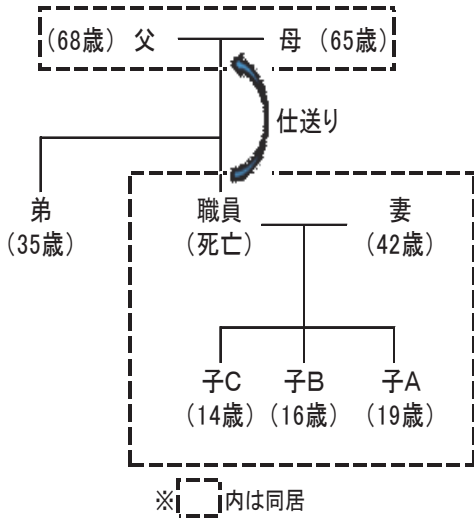 (68歳) 父 母 (65歳)
仕送り
弟 職員 妻
(35歳) (死亡) (42歳)
子C 子B 子A
(14歳) (16歳) (19歳)
※ 内は同居